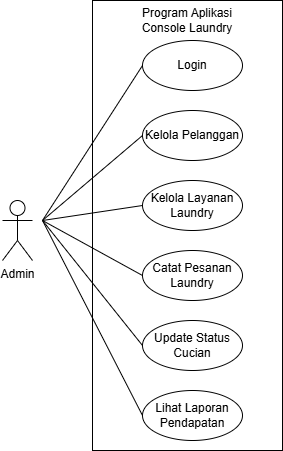 Program Aplikasi
Console Laundry
Login
Kelola Pelanggan
Kelola Layanan
Laundry
Admin
Catat Pesanan
Laundry
Update Status
Cucian
Lihat Laporan
Pendapatan